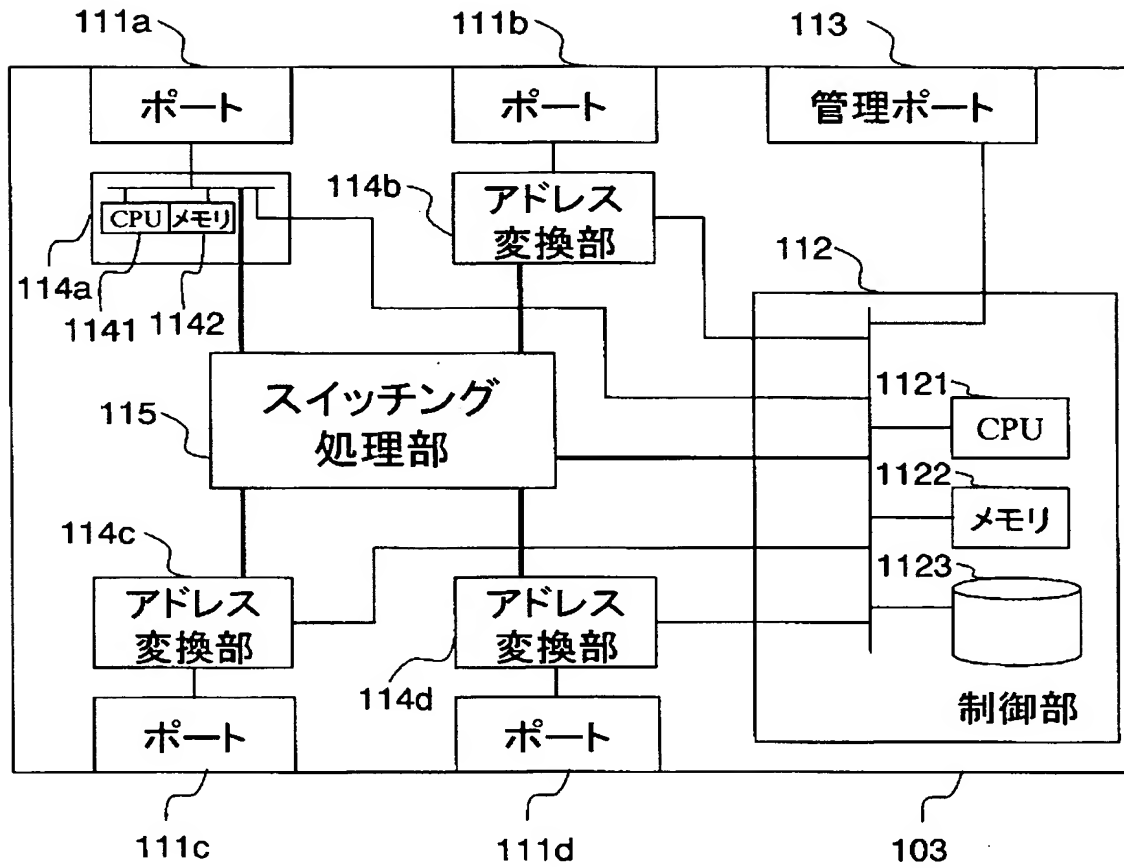 111a
111b
113
ポート
ポート
管理ポート
114b
アドレス
変換部
CPU
メモリ
114a
1141
1142
112
115
スイッチング
処理部
1121
CPU
1122
メモリ
1123
制御部
114c
アドレス
変換部
アドレス
変換部
114d
ポート
ポート
111c
111d
103